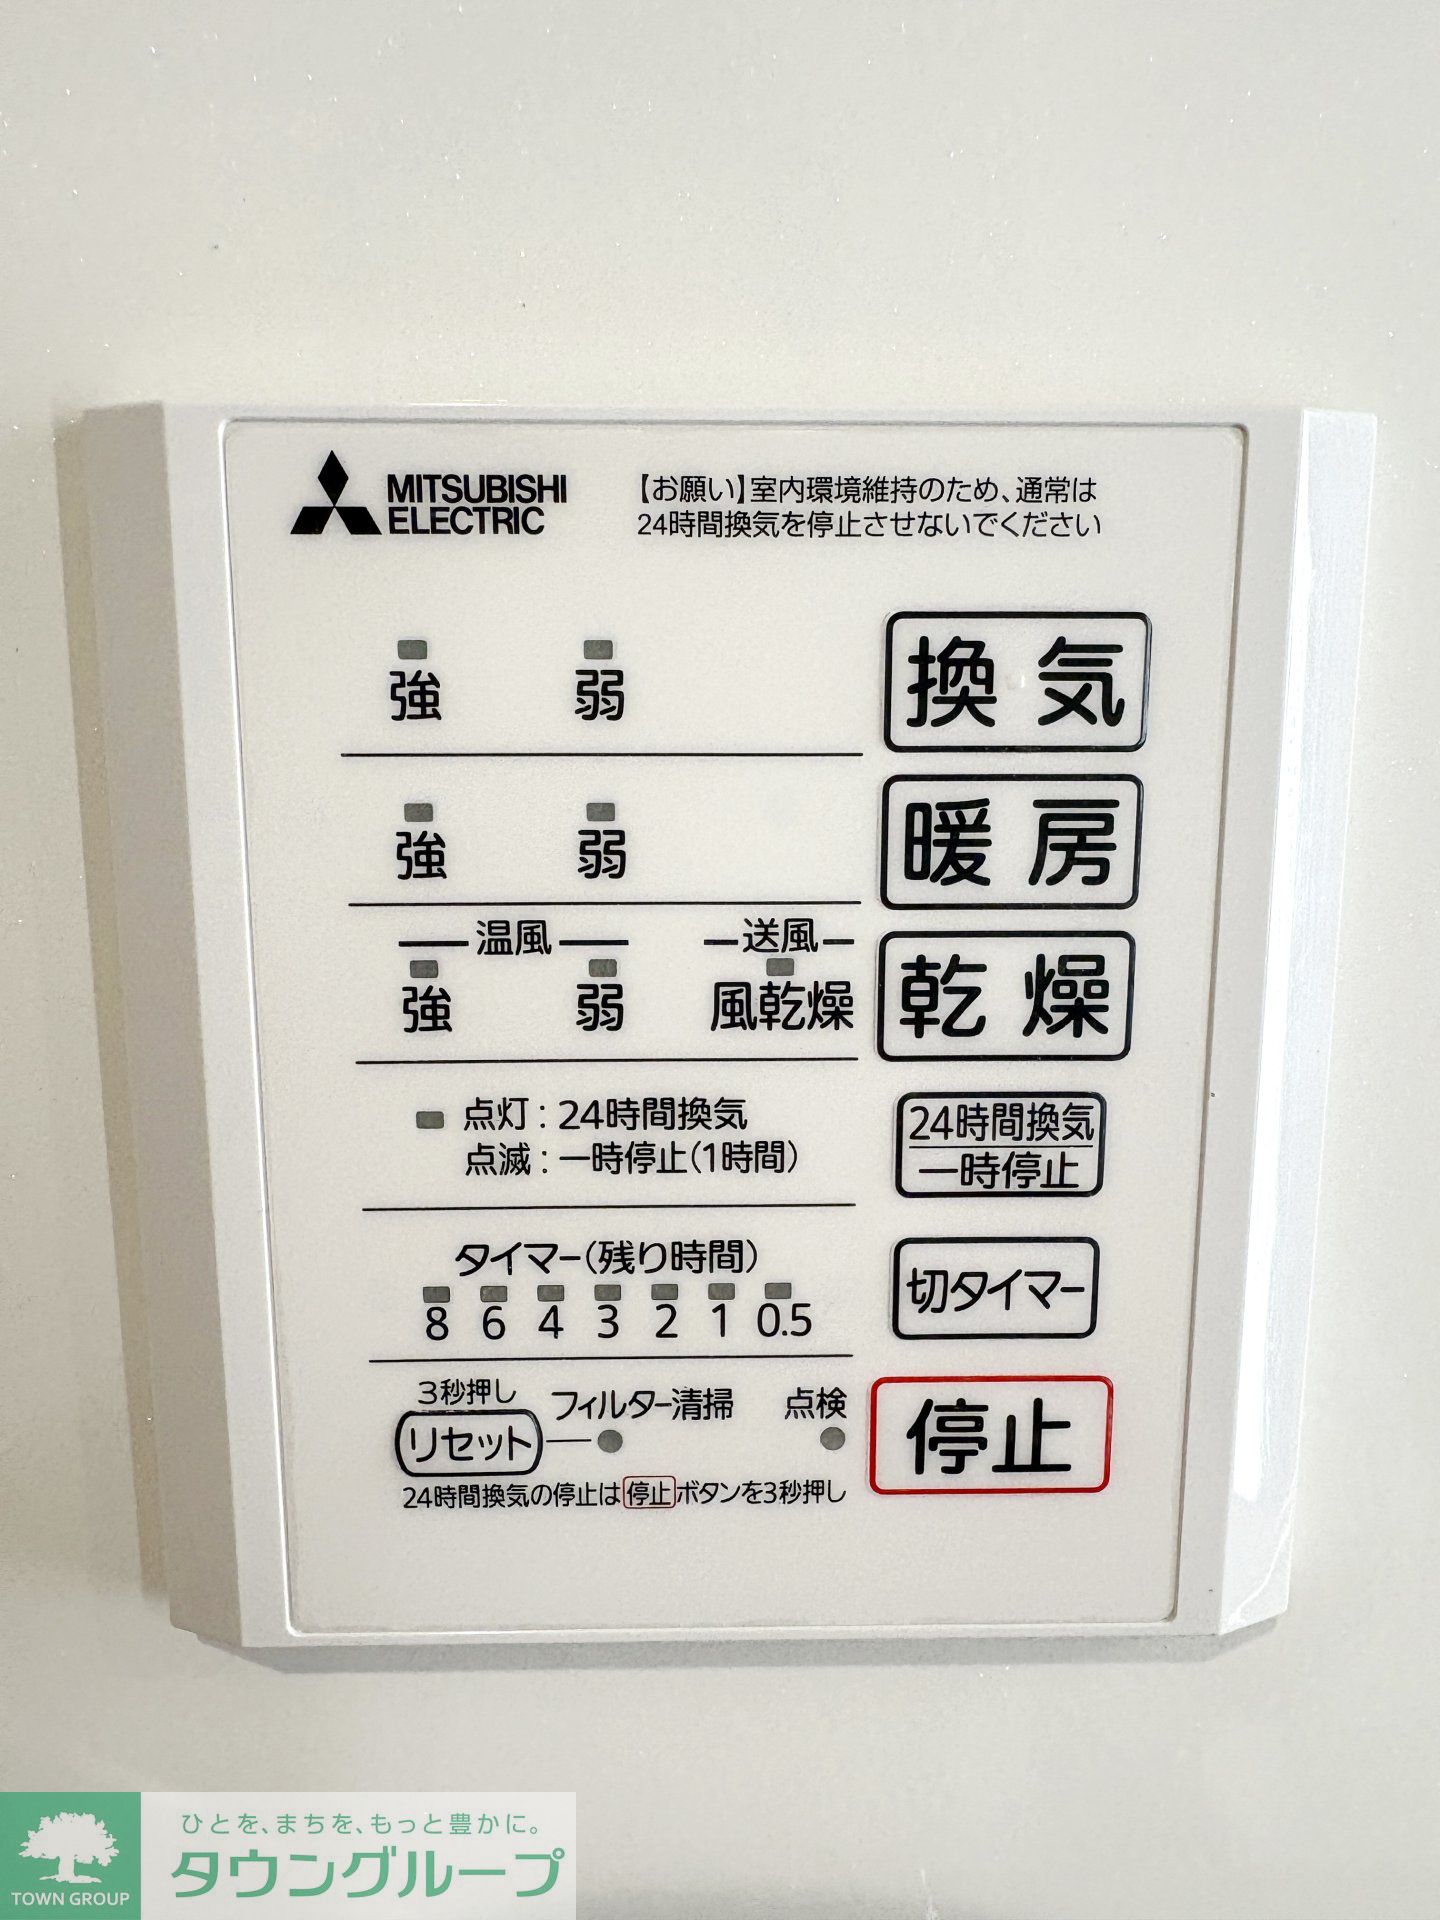 MITSUBISHI
ELECTRIC
【お願い】室内環境維持のため、通常は
24時間換気を停止させないでください
強 弱 換気
強 弱 暖房
温風 送風
強 弱 風乾燥 乾燥
点灯：24時間換気
点滅：一時停止(1時間)
24時間換気
一時停止
タイマー(残り時間)
8 6 4 3 2 1 0.5
切タイマー
3秒押し
リセット フィルター清掃 点検
停止
24時間換気の停止は停止ボタンを3秒押し
ひとを、まちを、もっと豊かに。
タウングループ
TOWN GROUP